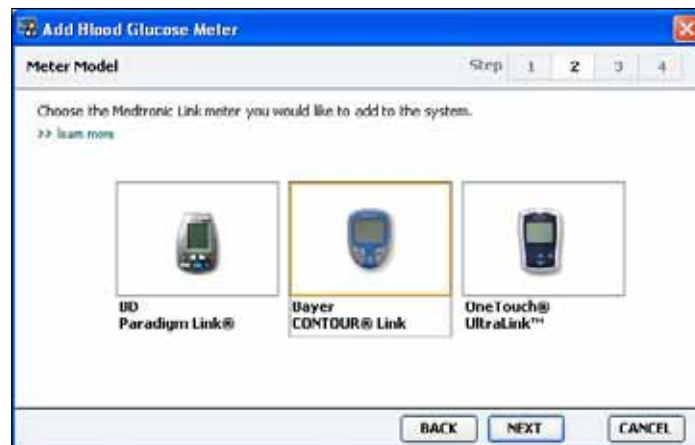 Add Blood Glucose Meter
Meter Model
Step 1 2 3 4
Choose the Medtronic Link meter you would like to add to the system.
>> learn more
BD
Paradigm Link®
Bayer
CONTOUR® Link
OneTouch®
UltraLink™
BACK NEXT CANCEL